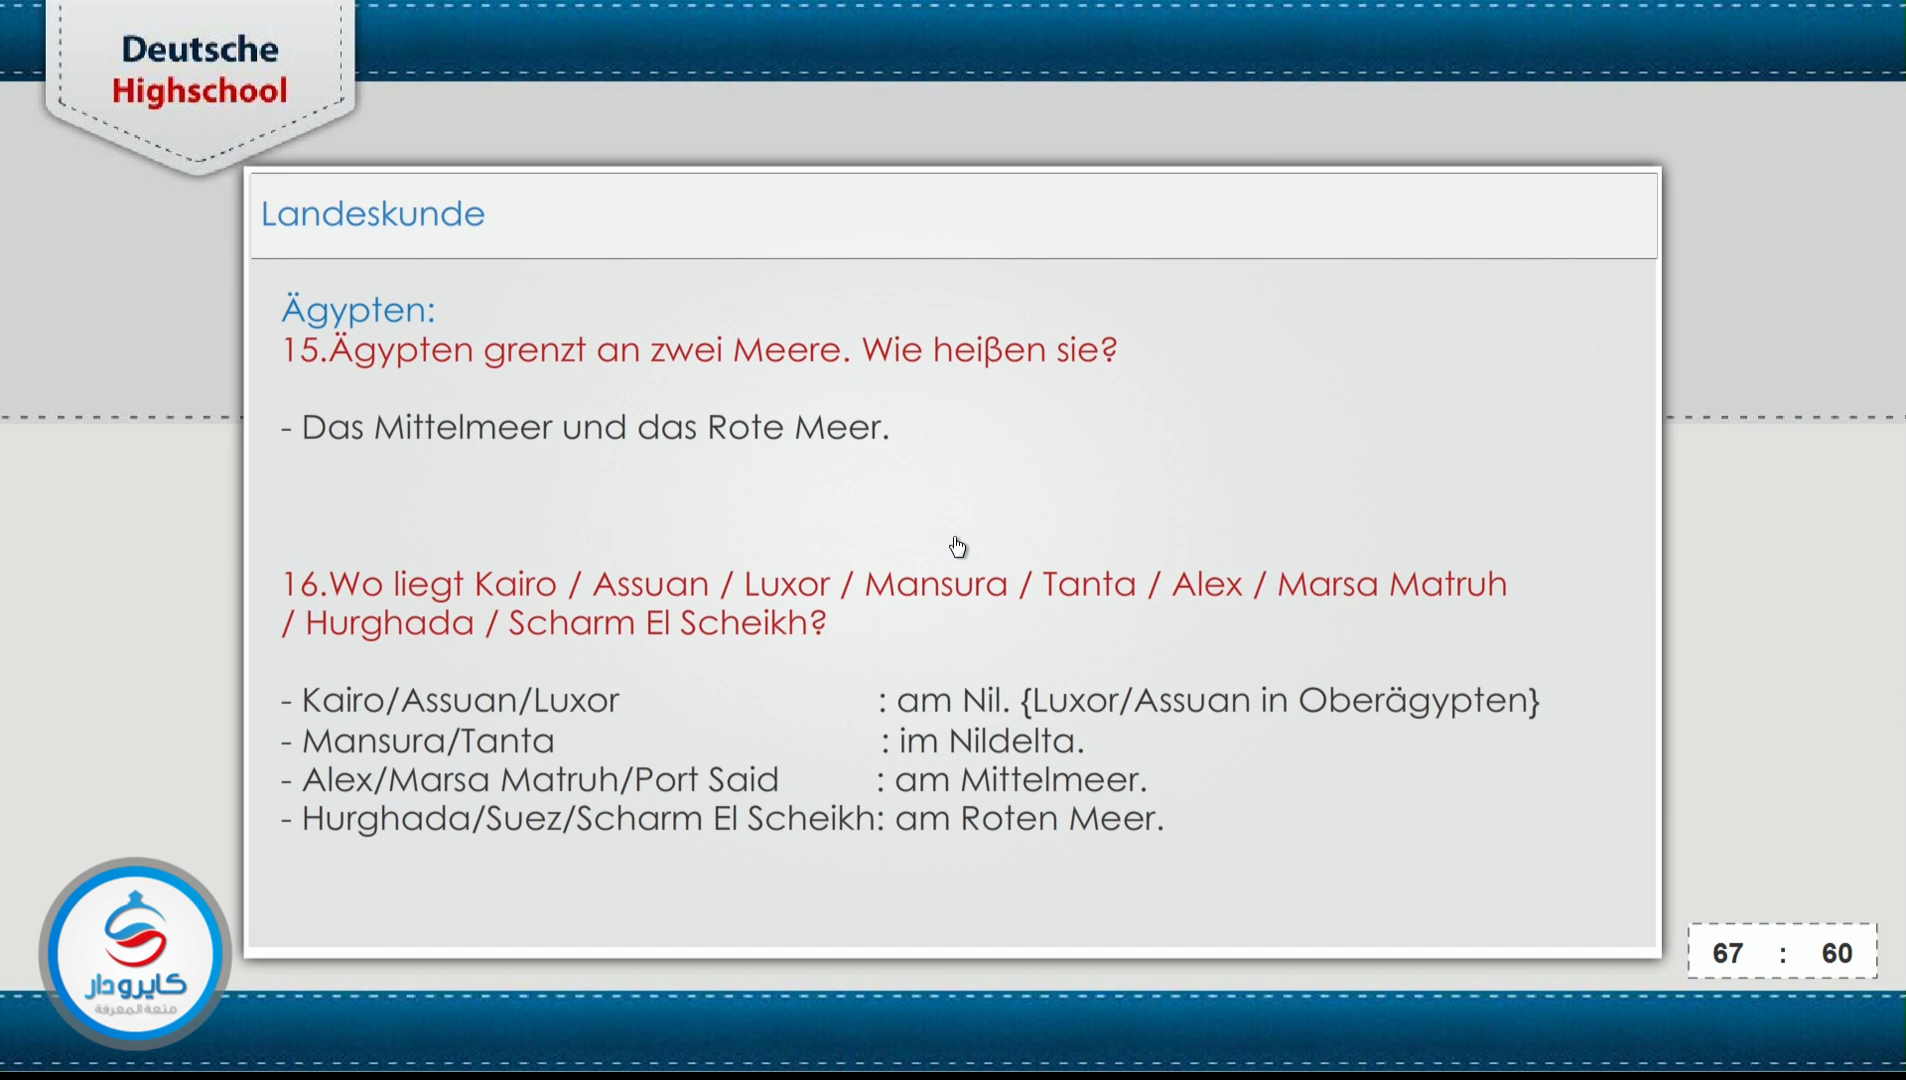 Deutsche
Highschool
Landeskunde
Ägypten:
15.Ägypten grenzt an zwei Meere. Wie heißen sie?
- Das Mittelmeer und das Rote Meer.
16.Wo liegt Kairo / Assuan / Luxor / Mansura / Tanta / Alex / Marsa Matruh
/ Hurghada / Scharm El Scheikh?
- Kairo/Assuan/Luxor : am Nil. {Luxor/Assuan in Oberägypten}
- Mansura/Tanta : im Nildelta.
- Alex/Marsa Matruh/Port Said : am Mittelmeer.
- Hurghada/Suez/Scharm El Scheikh: am Roten Meer.
كايرودار
متعة المعرفة
67 : 60